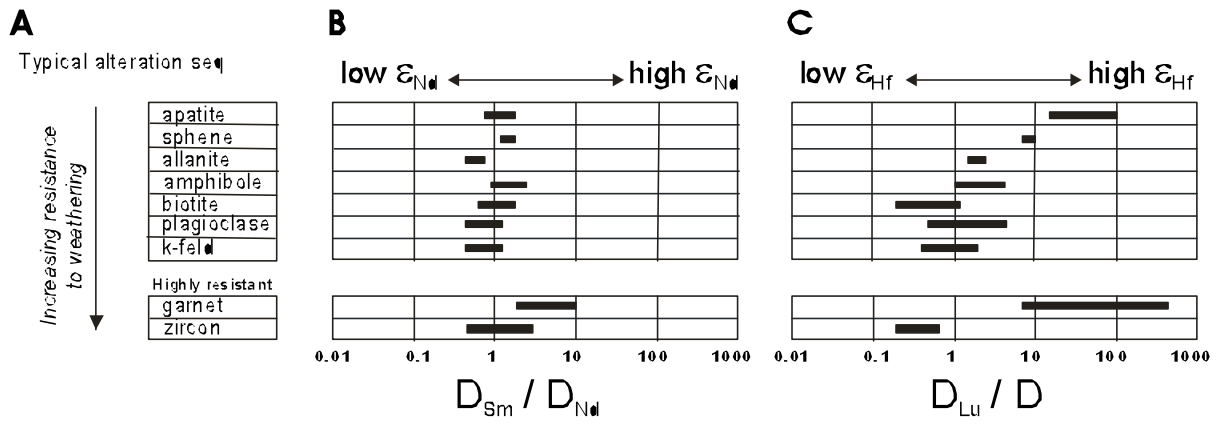 A
Typical alteration seq
Increasing resistance
to weathering
apatite
sphene
allanite
amphibole
biotite
plagioclase
k-feld
Highly resistant
garnet
zircon
B
low εNd high εNd
0.01 0.1 1 10 100 1000
DSm / DNd
C
low εHf high εHf
0.01 0.1 1 10 100 1000
DLu / D